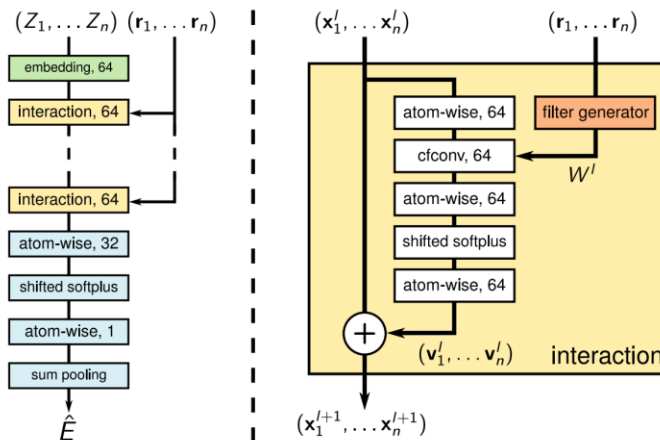 (Z₁, … Zₙ) (r₁, … rₙ)
embedding, 64
interaction, 64
interaction, 64
atom-wise, 32
shifted softplus
atom-wise, 1
sum pooling
Ê
(x₁ˡ, … xₙˡ) (r₁, … rₙ)
atom-wise, 64
filter generator
cfconv, 64
Wˡ
atom-wise, 64
shifted softplus
atom-wise, 64
+
(v₁ˡ, … vₙˡ)
interaction
(x₁ˡ⁺¹, … xₙˡ⁺¹)